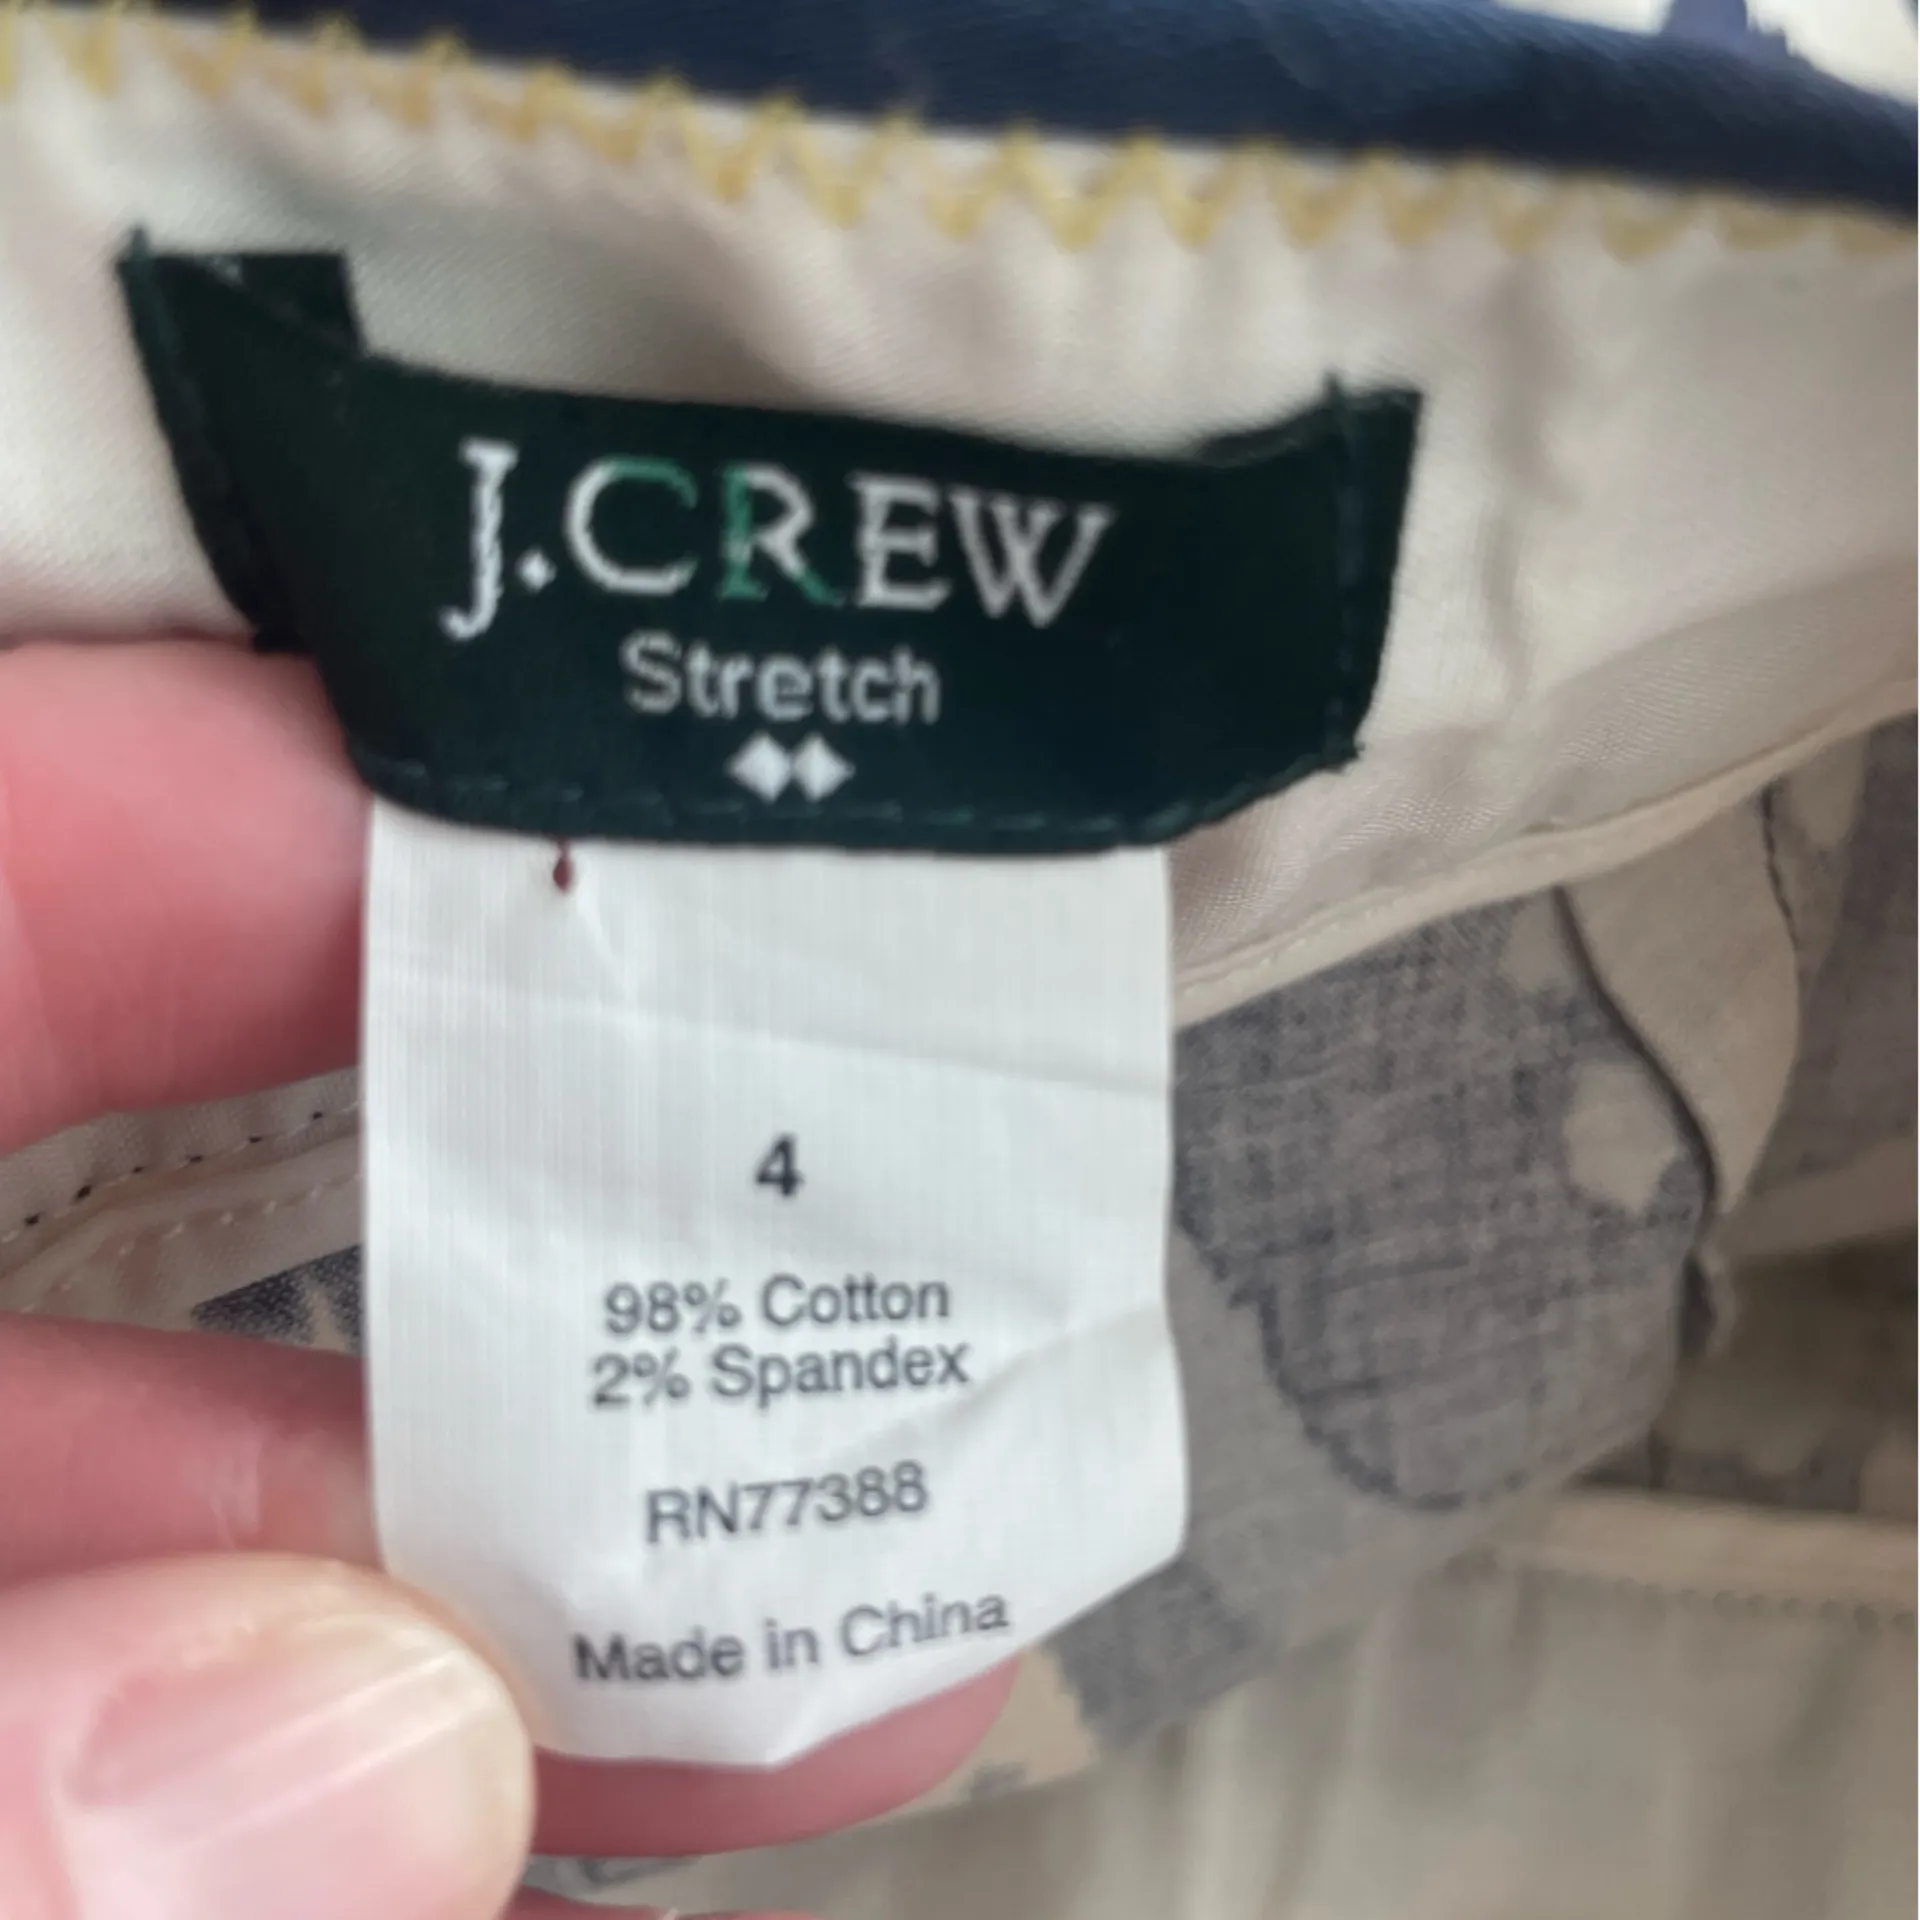 J.CREW
Stretch
4
98% Cotton
2% Spandex
RN77388
Made in China